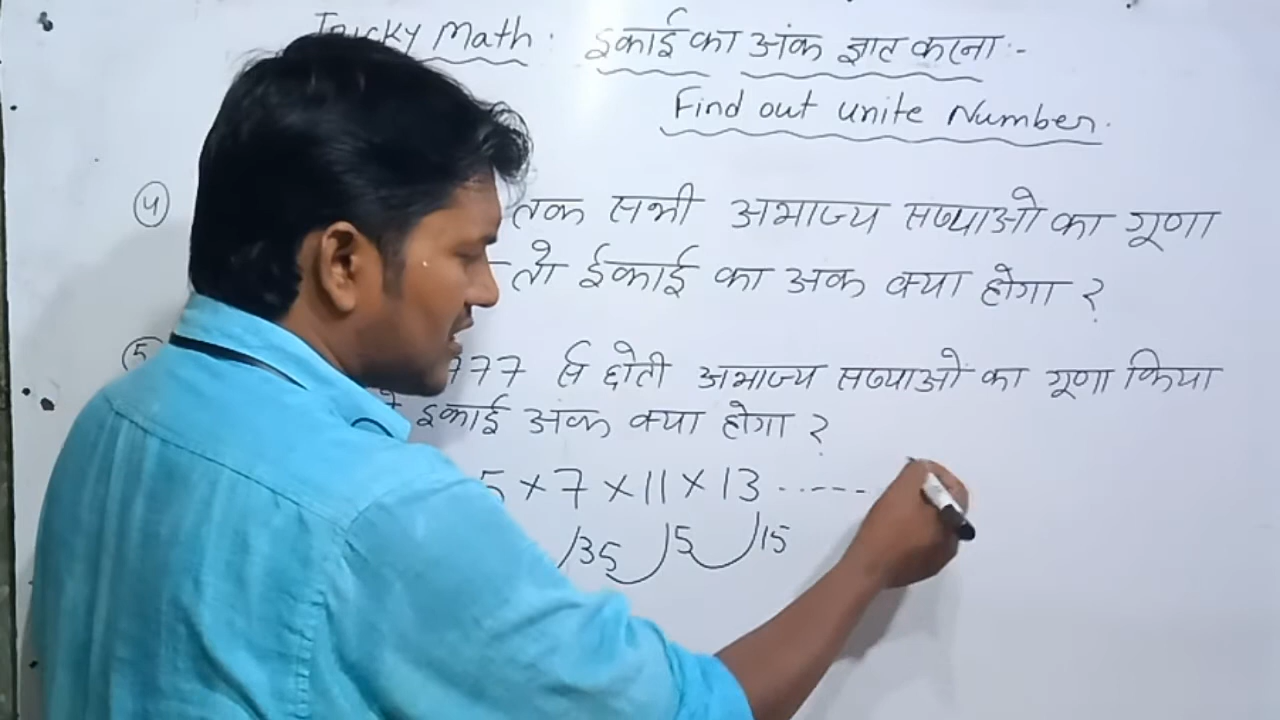 Tricky Math : इकाई का अंक ज्ञात करना :-
Find out unite Number.
④ तक सभी अभाज्य सख्याओ का गूणा
तो ईकाई का अक क्या होगा ?
⑤ 777 से छोती अभाज्य सख्याओं का गूणा किया
इकाई अंक क्या होगा ?
5 × 7 × 11 × 13 ------
35 5 15